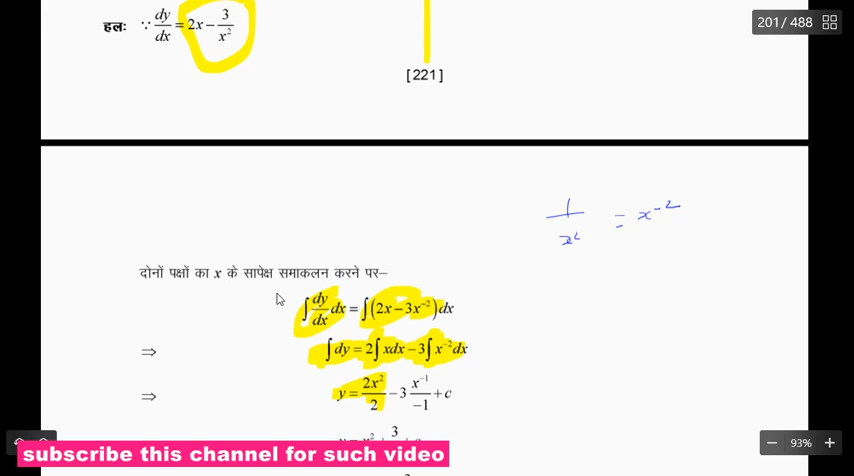 201 / 488
हलः ∵ dy/dx = 2x − 3/x²
[221]
1/x² = x⁻²
दोनों पक्षों का x के सापेक्ष समाकलन करने पर–
∫ dy/dx dx = ∫(2x − 3x⁻²)dx
⇒ ∫dy = 2∫xdx − 3∫x⁻²dx
⇒ y = 2x²/2 − 3 x⁻¹/−1 + c
subscribe this channel for such video
93%